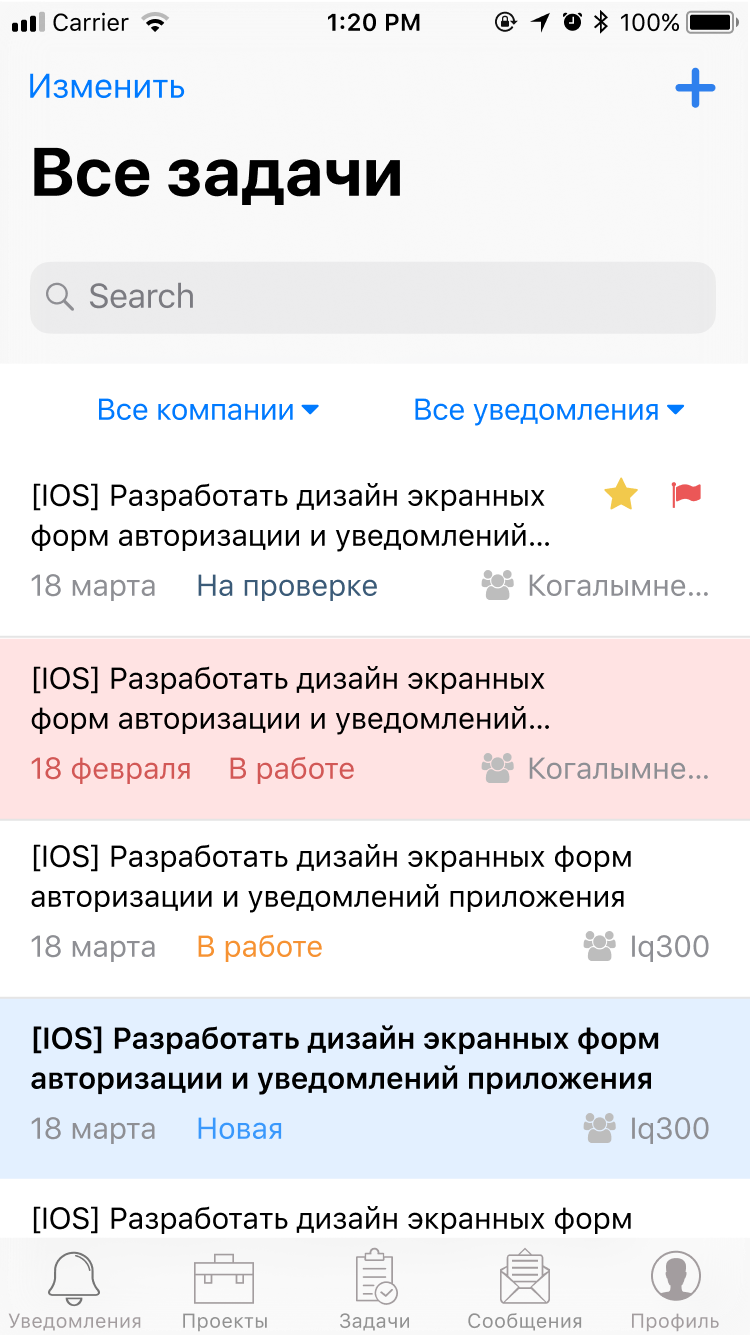 Carrier 1:20 PM 100%
Изменить
Все задачи
Search
Все компании Все уведомления
[IOS] Разработать дизайн экранных
форм авторизации и уведомлений...
18 марта На проверке Когалымне...
[IOS] Разработать дизайн экранных
форм авторизации и уведомлений...
18 февраля В работе Когалымне...
[IOS] Разработать дизайн экранных форм
авторизации и уведомлений приложения
18 марта В работе Iq300
[IOS] Разработать дизайн экранных форм
авторизации и уведомлений приложения
18 марта Новая Iq300
[IOS] Разработать дизайн экранных форм
Уведомления Проекты Задачи Сообщения Профиль